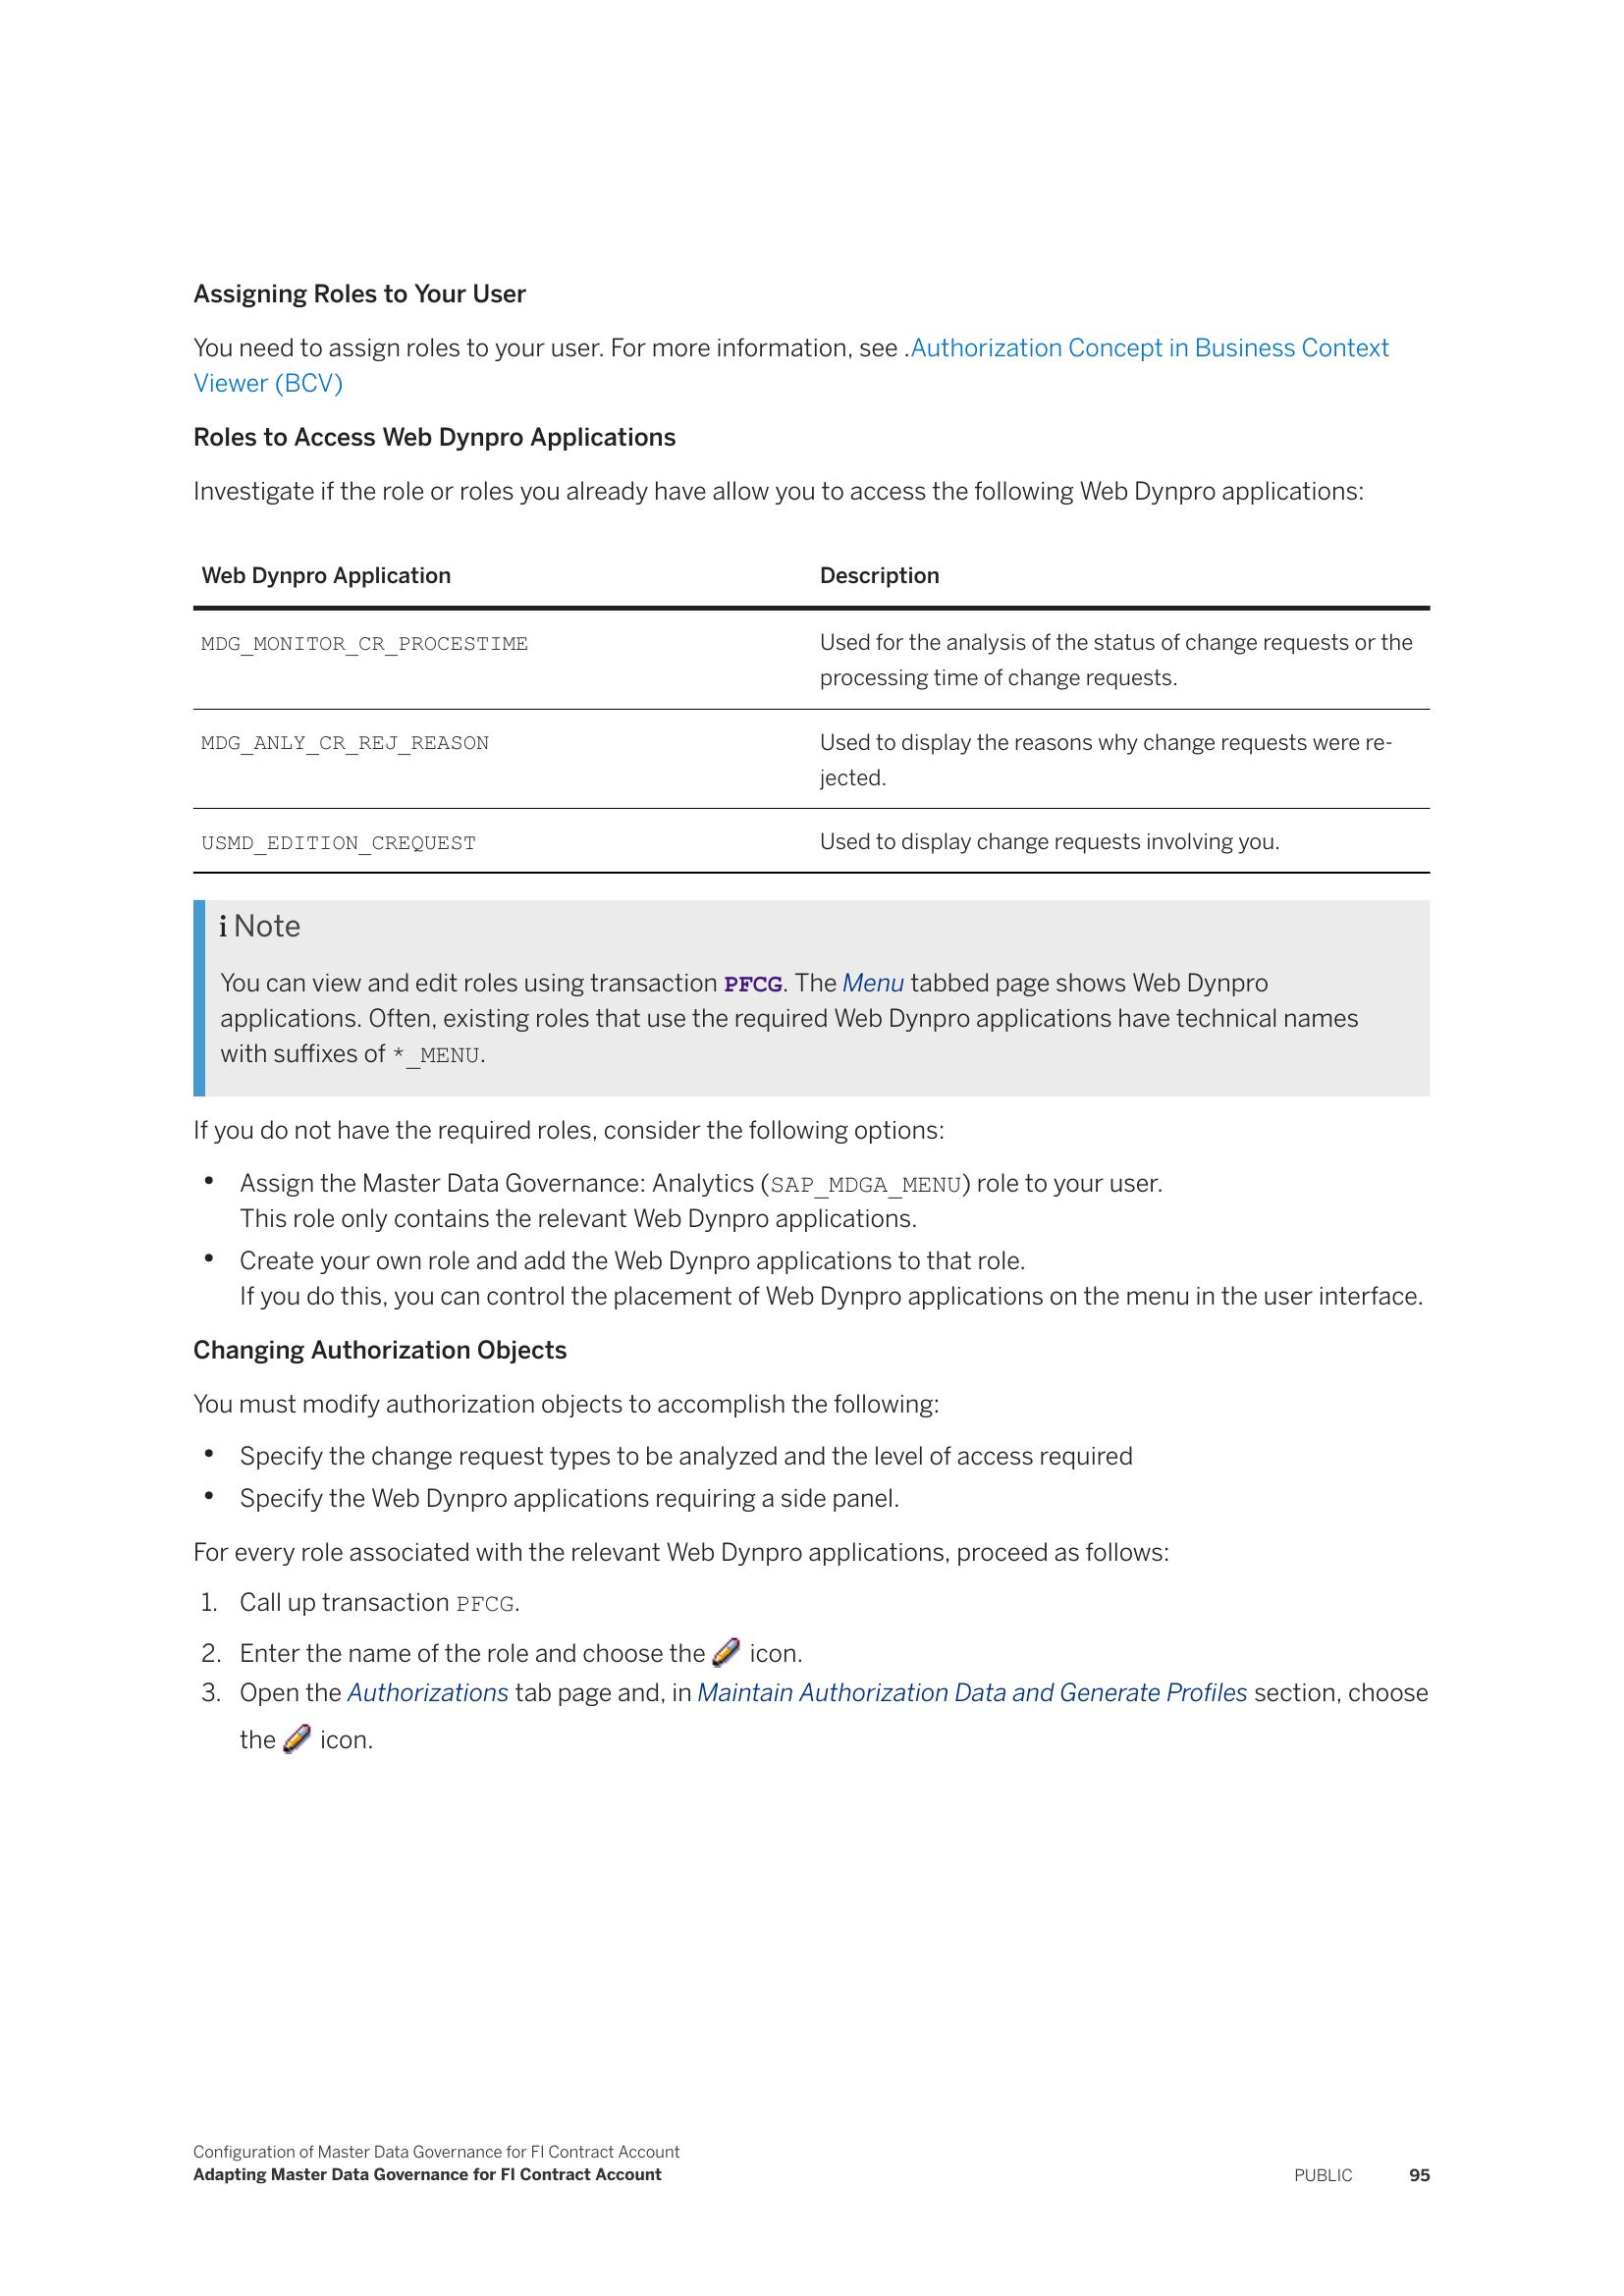 Assigning Roles to Your User
You need to assign roles to your user. For more information, see .Authorization Concept in Business Context
Viewer (BCV)
Roles to Access Web Dynpro Applications
Investigate if the role or roles you already have allow you to access the following Web Dynpro applications:
Web Dynpro Application Description
MDG_MONITOR_CR_PROCESTIME Used for the analysis of the status of change requests or the
processing time of change requests.
MDG_ANLY_CR_REJ_REASON Used to display the reasons why change requests were re-
jected.
USMD_EDITION_CREQUEST Used to display change requests involving you.
i Note
You can view and edit roles using transaction PFCG. The Menu tabbed page shows Web Dynpro
applications. Often, existing roles that use the required Web Dynpro applications have technical names
with suffixes of *_MENU.
If you do not have the required roles, consider the following options:
• Assign the Master Data Governance: Analytics (SAP_MDGA_MENU) role to your user.
This role only contains the relevant Web Dynpro applications.
• Create your own role and add the Web Dynpro applications to that role.
If you do this, you can control the placement of Web Dynpro applications on the menu in the user interface.
Changing Authorization Objects
You must modify authorization objects to accomplish the following:
• Specify the change request types to be analyzed and the level of access required
• Specify the Web Dynpro applications requiring a side panel.
For every role associated with the relevant Web Dynpro applications, proceed as follows:
1. Call up transaction PFCG.
2. Enter the name of the role and choose the icon.
3. Open the Authorizations tab page and, in Maintain Authorization Data and Generate Profiles section, choose
the icon.
Configuration of Master Data Governance for FI Contract Account
Adapting Master Data Governance for FI Contract Account PUBLIC 95